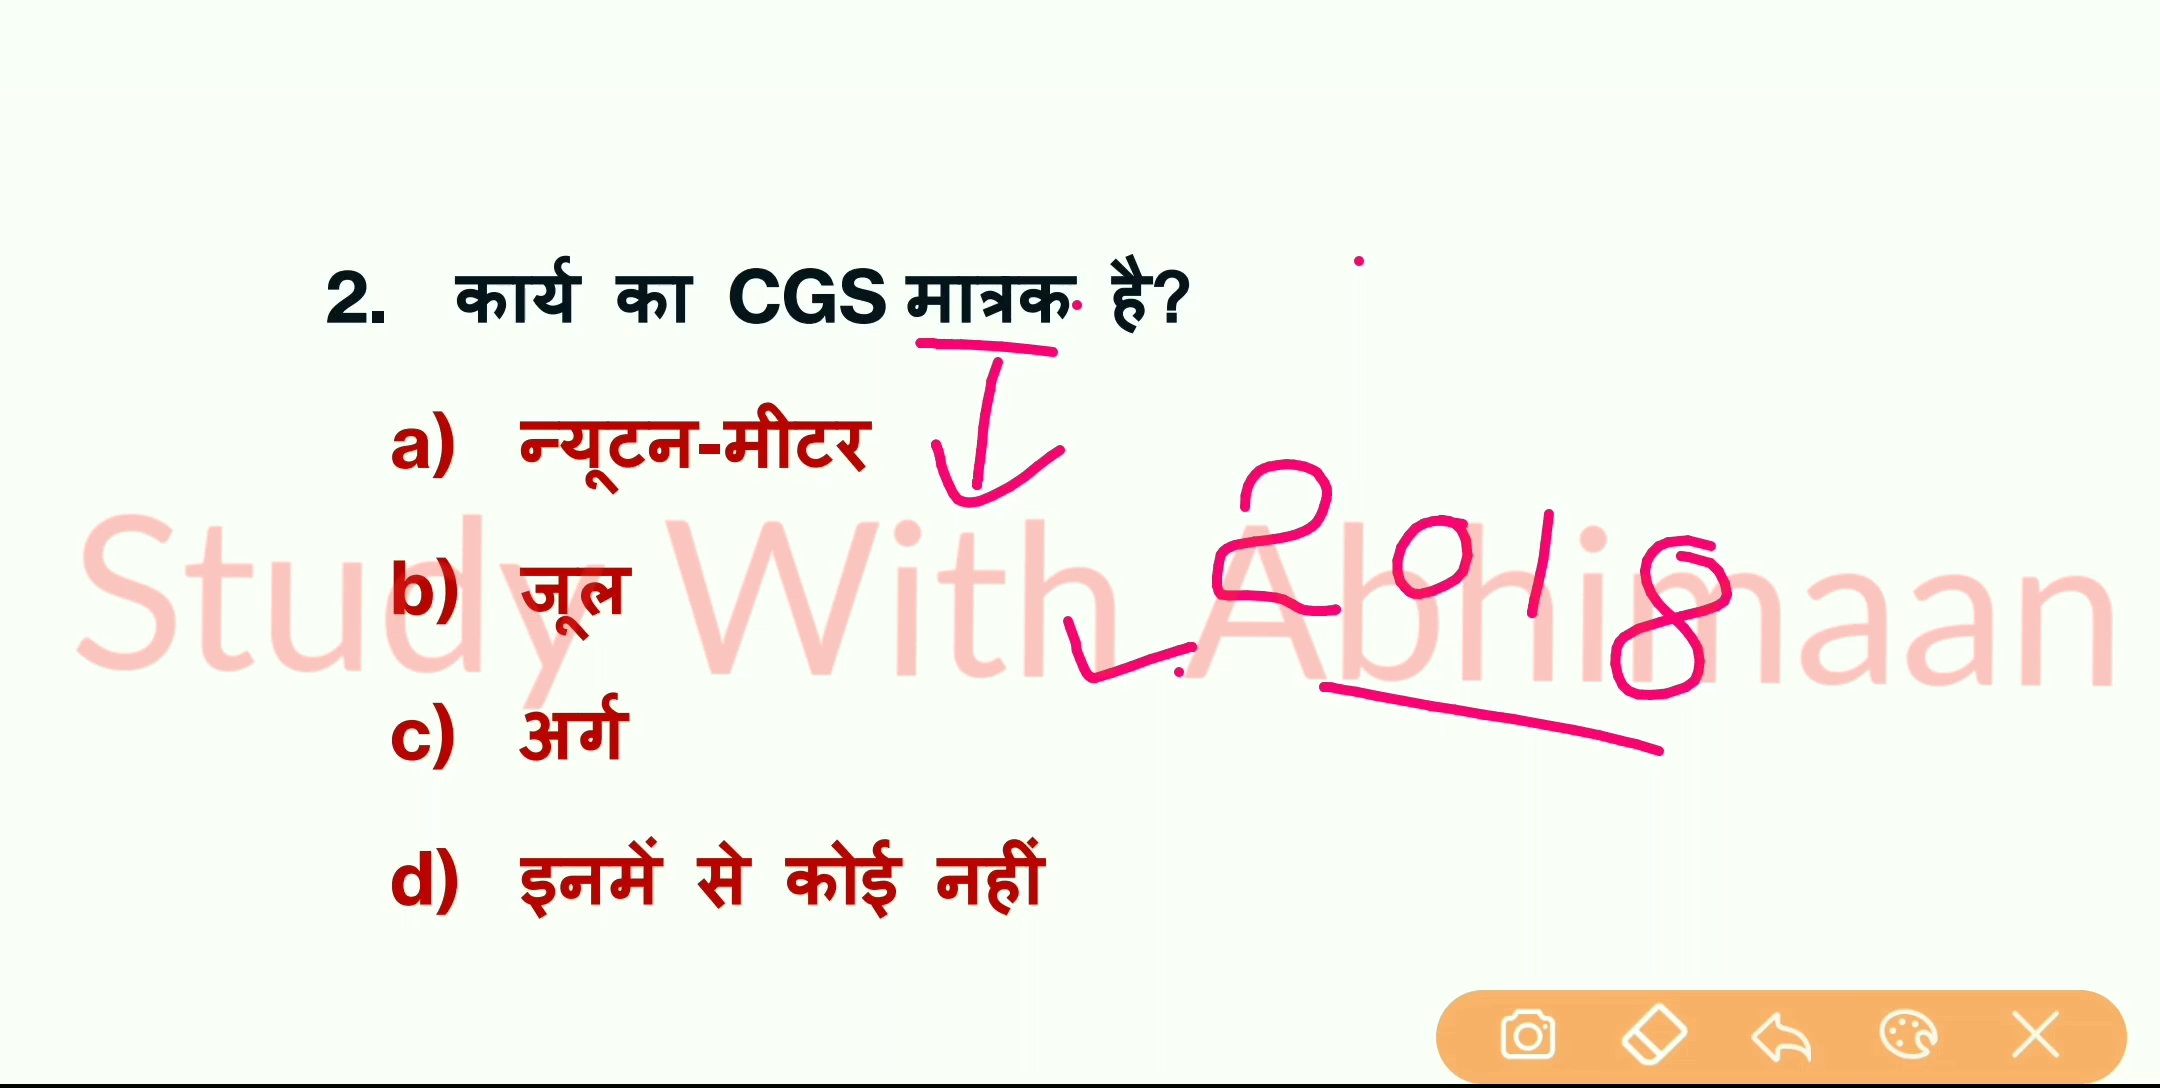 2. कार्य का CGS मात्रक है?
a) न्यूटन-मीटर
b) जूल
2018
Study With Abhimaan
c) अर्ग
d) इनमें से कोई नहीं